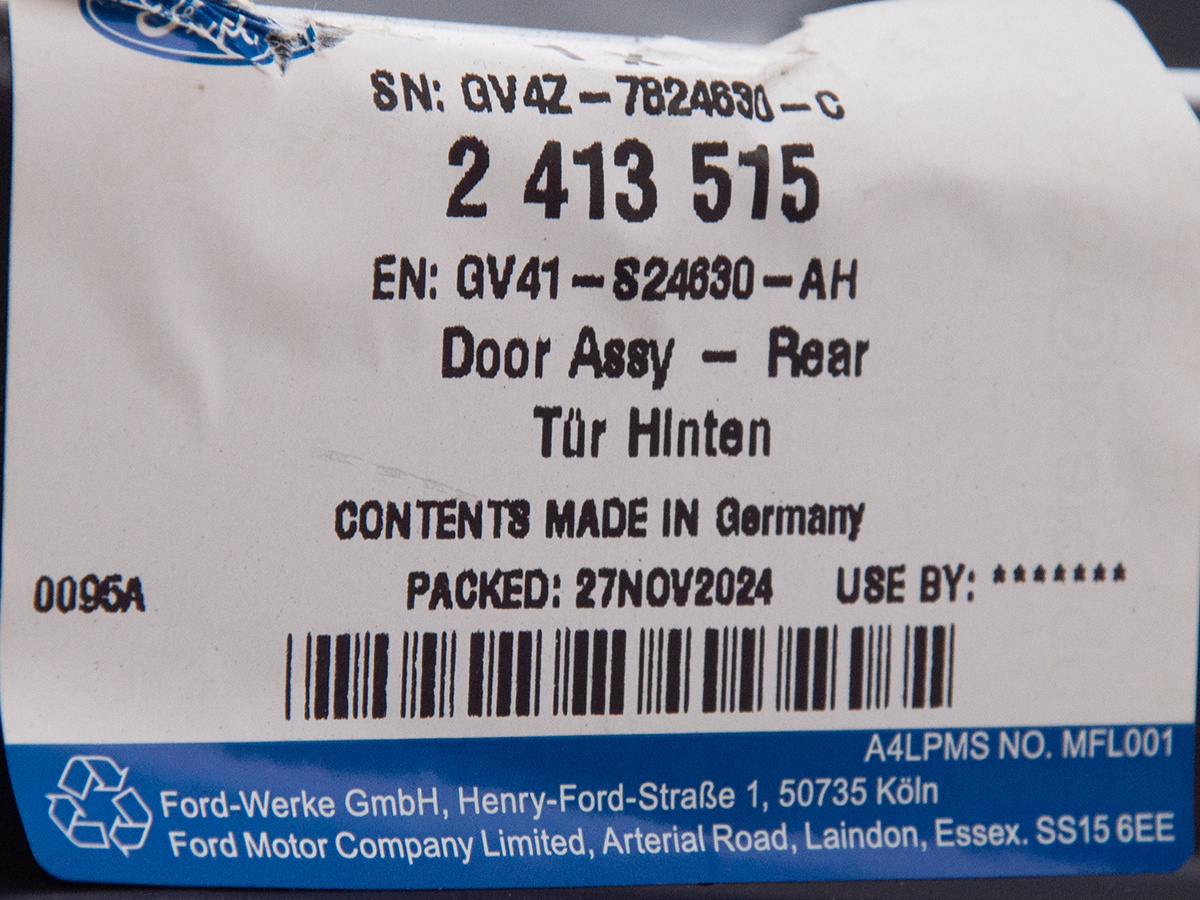 SN: GV4Z-7824630-C
2 413 515
EN: GV41-S24630-AH
Door Assy - Rear
Tür Hinten
CONTENTS MADE IN Germany
0095A PACKED: 27NOV2024 USE BY: *******
A4LPMS NO. MFL001
Ford-Werke GmbH, Henry-Ford-Straße 1, 50735 Köln
Ford Motor Company Limited, Arterial Road, Laindon, Essex. SS15 6EE